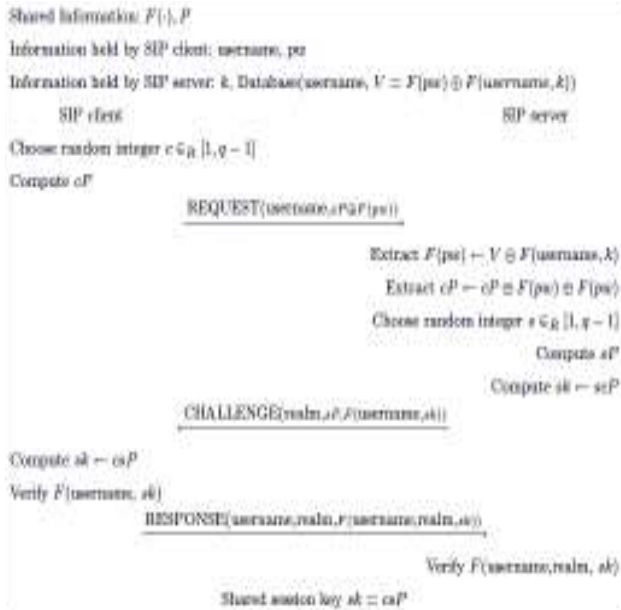 Shared Information: F(·), P
Information held by SIP client: username, pw
Information held by SIP server: k, Database(username, V = F(pw) ⊕ F(username, k))
SIP client SIP server
Choose random integer c ∈R [1, q − 1]
Compute cP
REQUEST(username, cP⊕F(pw))
Extract F(pw) ← V ⊕ F(username, k)
Extract cP ← cP ⊕ F(pw) ⊕ F(pw)
Choose random integer s ∈R [1, q − 1]
Compute sP
Compute sk ← scP
CHALLENGE(realm, sP, F(username, sk))
Compute sk ← csP
Verify F(username, sk)
RESPONSE(username, realm, F(username, realm, sk))
Verify F(username, realm, sk)
Shared session key sk = csP